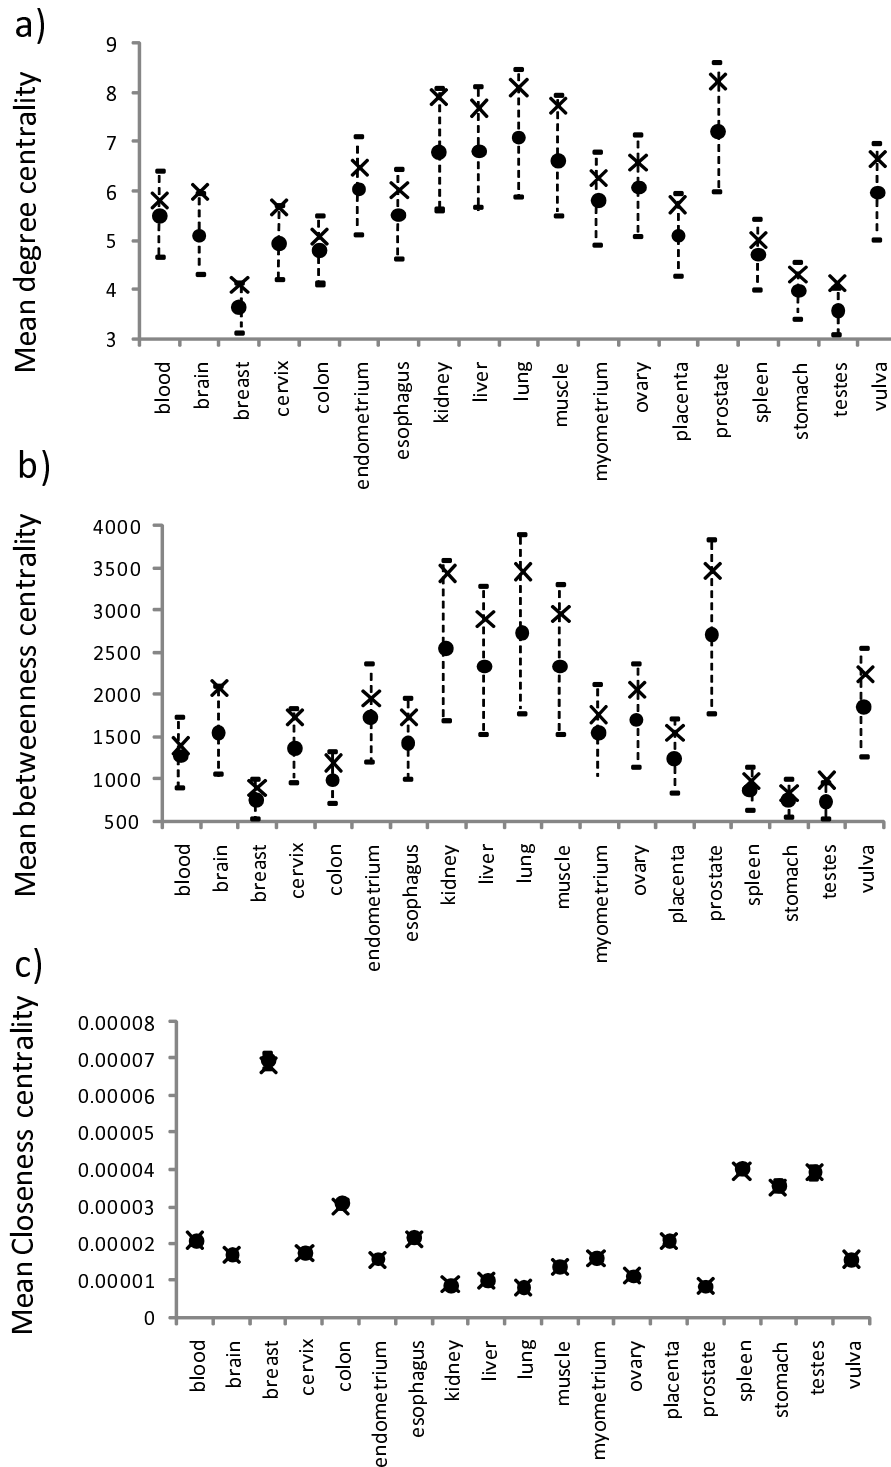 a)
Mean degree centrality
9
8
7
6
5
4
3
blood
brain
breast
cervix
colon
endometrium
esophagus
kidney
liver
lung
muscle
myometrium
ovary
placenta
prostate
spleen
stomach
testes
vulva
b)
Mean betweenness centrality
4000
3500
3000
2500
2000
1500
1000
500
blood
brain
breast
cervix
colon
endometrium
esophagus
kidney
liver
lung
muscle
myometrium
ovary
placenta
prostate
spleen
stomach
testes
vulva
c)
Mean Closeness centrality
0.00008
0.00007
0.00006
0.00005
0.00004
0.00003
0.00002
0.00001
0
blood
brain
breast
cervix
colon
endometrium
esophagus
kidney
liver
lung
muscle
myometrium
ovary
placenta
prostate
spleen
stomach
testes
vulva